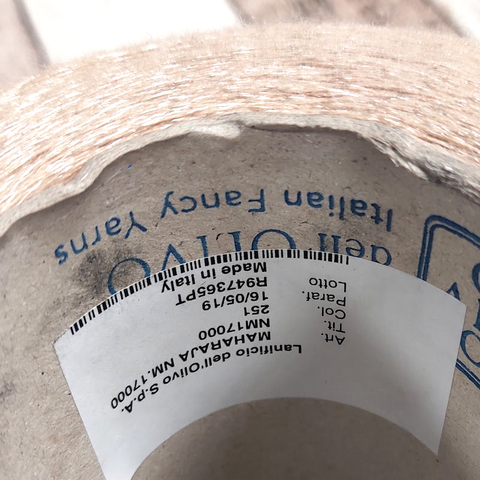 Lanificio dell'Olivo S.p.A.
Art. MAHARAJA NM.17000
Tit. NM17000
Col. 251
Paraf. 16/05/19
Lotto R947365PT
Made in Italy
dell'OLIVO
Italian Fancy Yarns